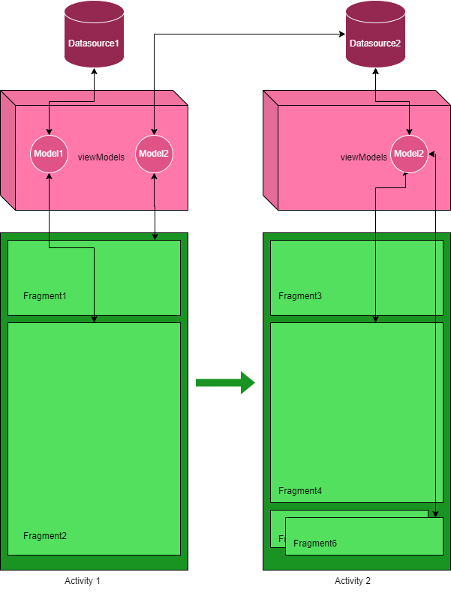 Datasource1
Datasource2
Model1
viewModels
Model2
viewModels
Model2
Fragment1
Fragment3
Fragment4
Fragment2
Fragment6
Activity 1
Activity 2